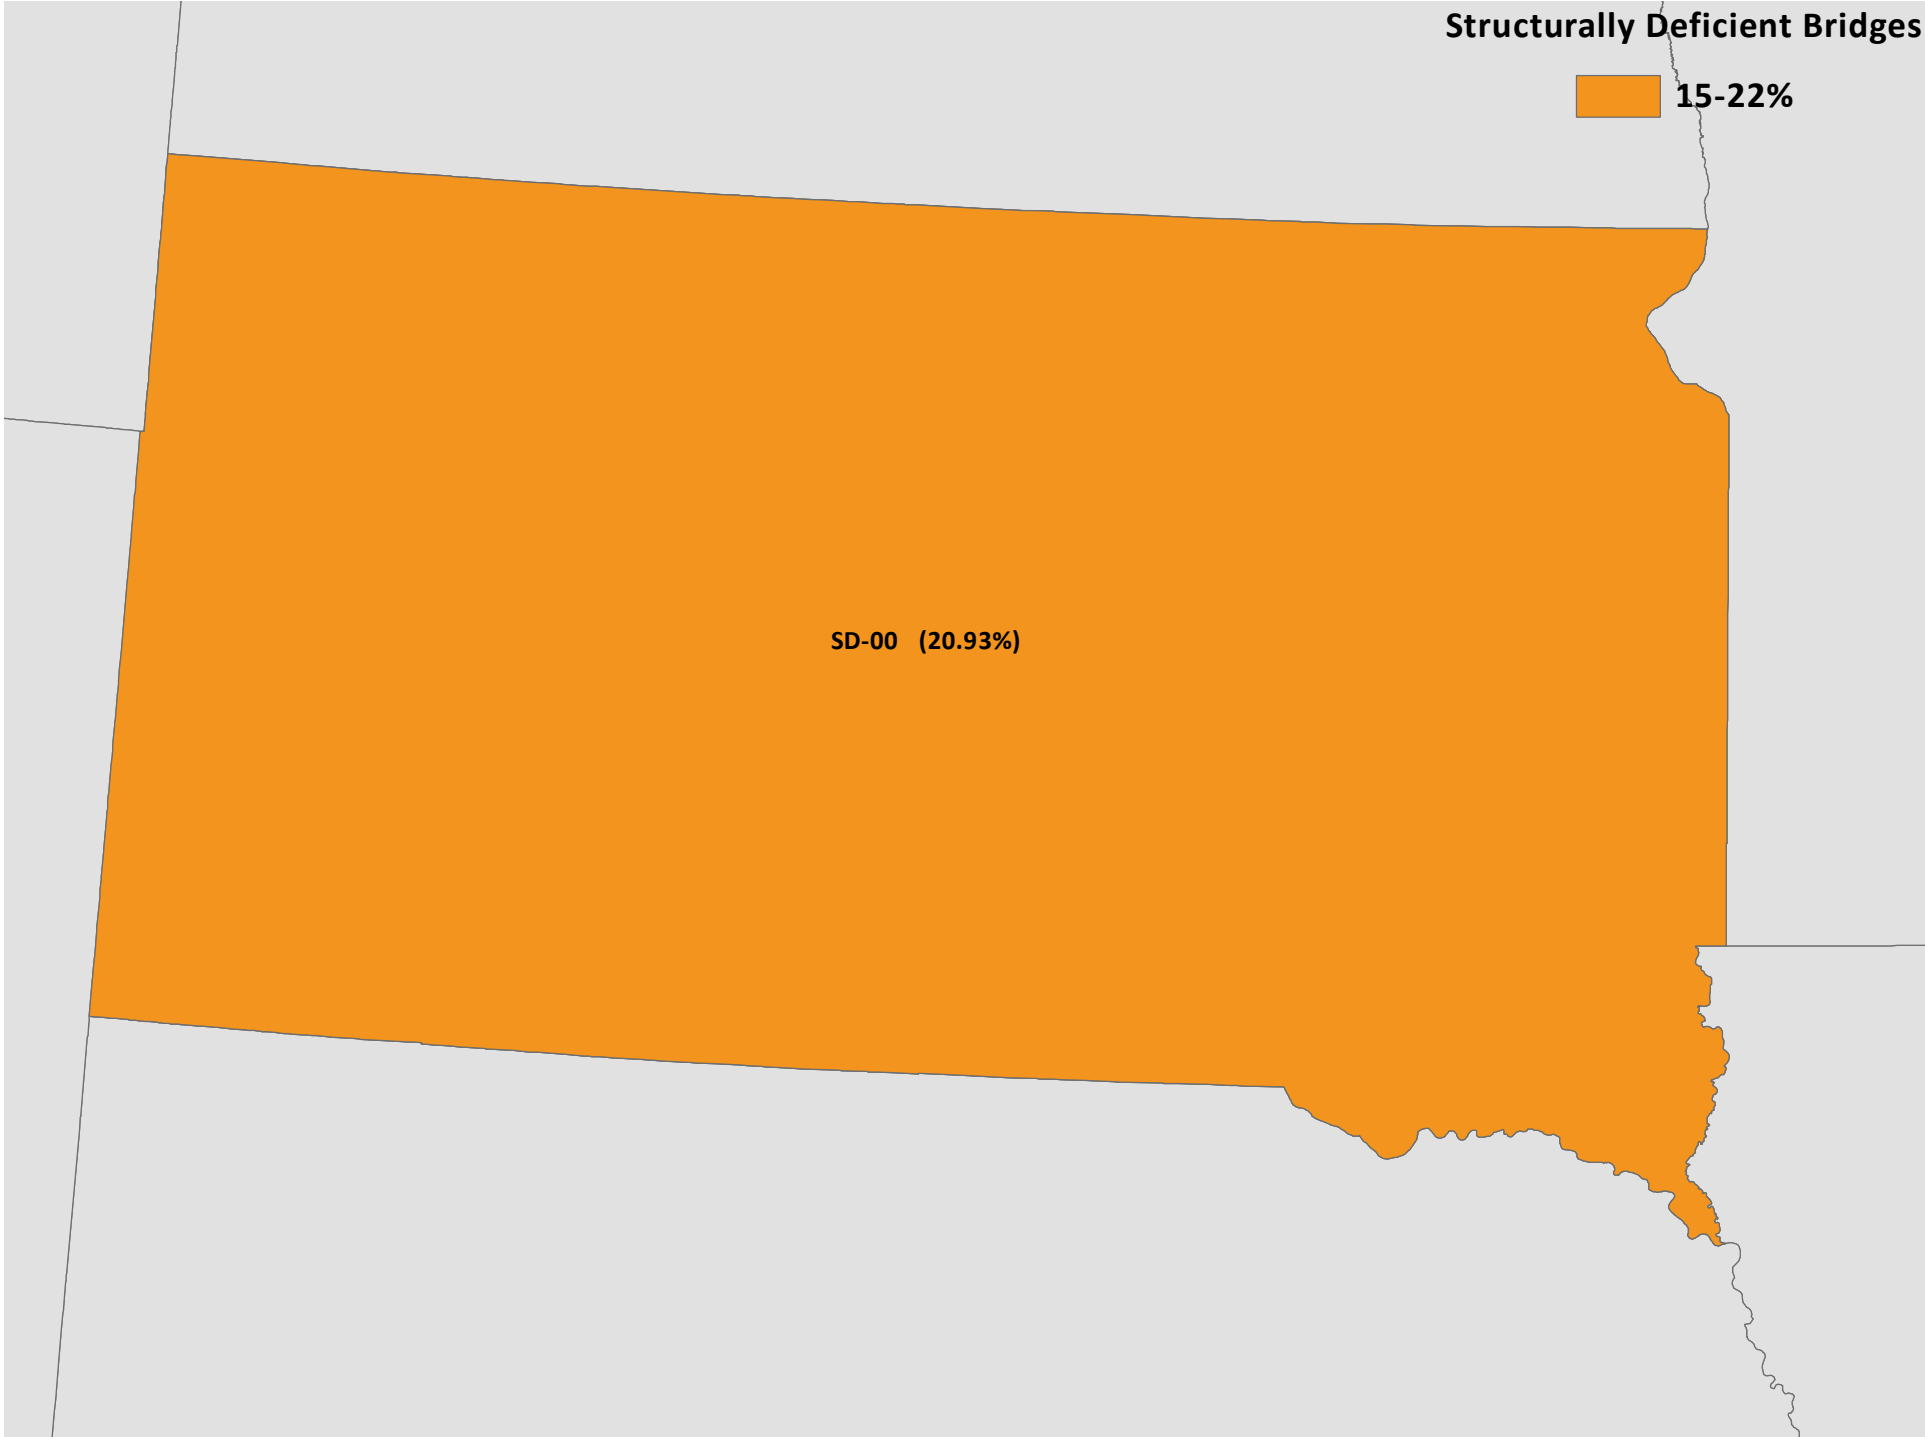 Structurally Deficient Bridges
15-22%
SD-00 (20.93%)